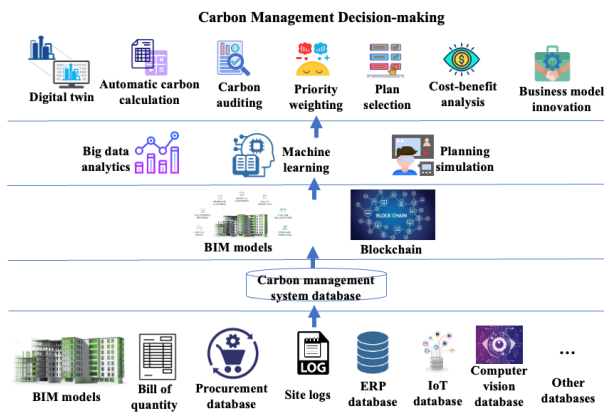 Carbon Management Decision-making
Digital twin
Automatic carbon
calculation
Carbon
auditing
Priority
weighting
Plan
selection
Cost-benefit
analysis
Business model
innovation
Big data
analytics
Machine
learning
Planning
simulation
BIM models
BLOCK CHAIN
Blockchain
Carbon management
system database
BIM models
Bill of
quantity
Procurement
database
LOG
Site logs
ERP
database
IoT
database
Computer
vision
database
...
Other
databases